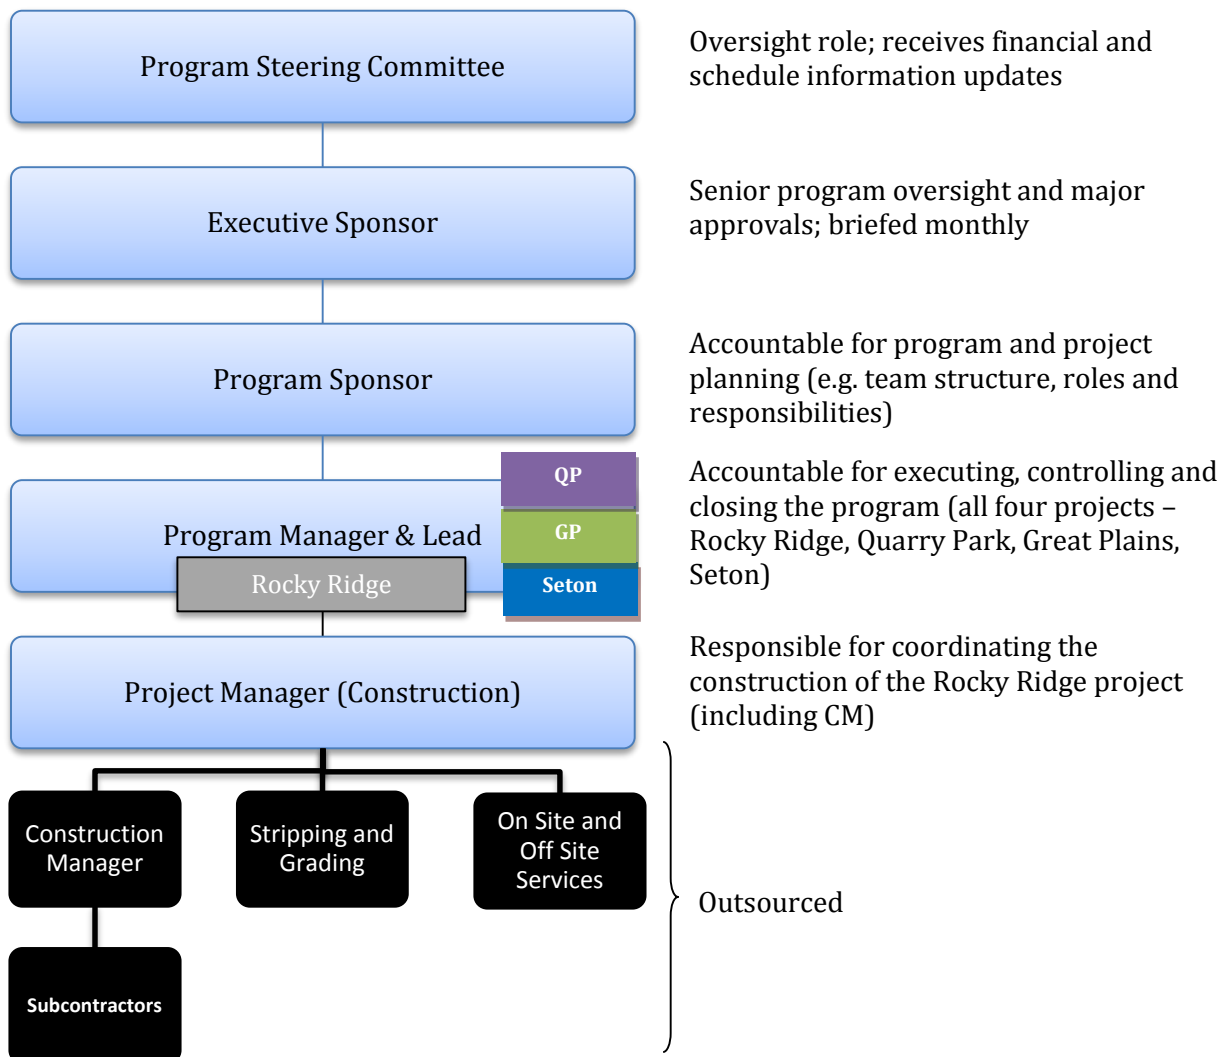 Program Steering Committee
Oversight role; receives financial and
schedule information updates
Executive Sponsor
Senior program oversight and major
approvals; briefed monthly
Program Sponsor
Accountable for program and project
planning (e.g. team structure, roles and
responsibilities)
Program Manager & Lead
QP
GP
Seton
Rocky Ridge
Accountable for executing, controlling and
closing the program (all four projects –
Rocky Ridge, Quarry Park, Great Plains,
Seton)
Project Manager (Construction)
Responsible for coordinating the
construction of the Rocky Ridge project
(including CM)
Construction
Manager
Stripping and
Grading
On Site and
Off Site
Services
Outsourced
Subcontractors